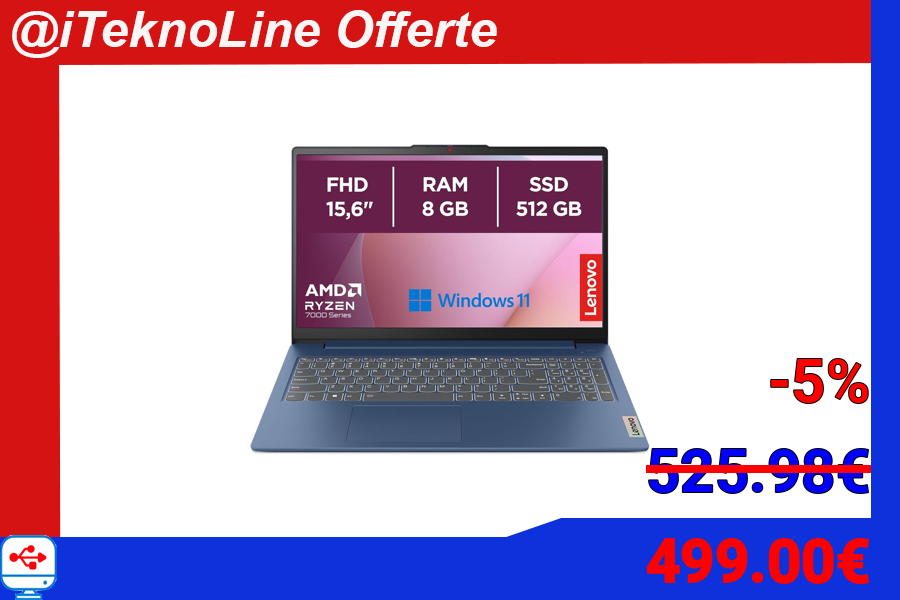 @iTeknoLine Offerte
FHD
15,6"
RAM
8 GB
SSD
512 GB
AMD
RYZEN
7000 Series
Windows 11
Lenovo
Lenovo
-5%
525.98€
499.00€